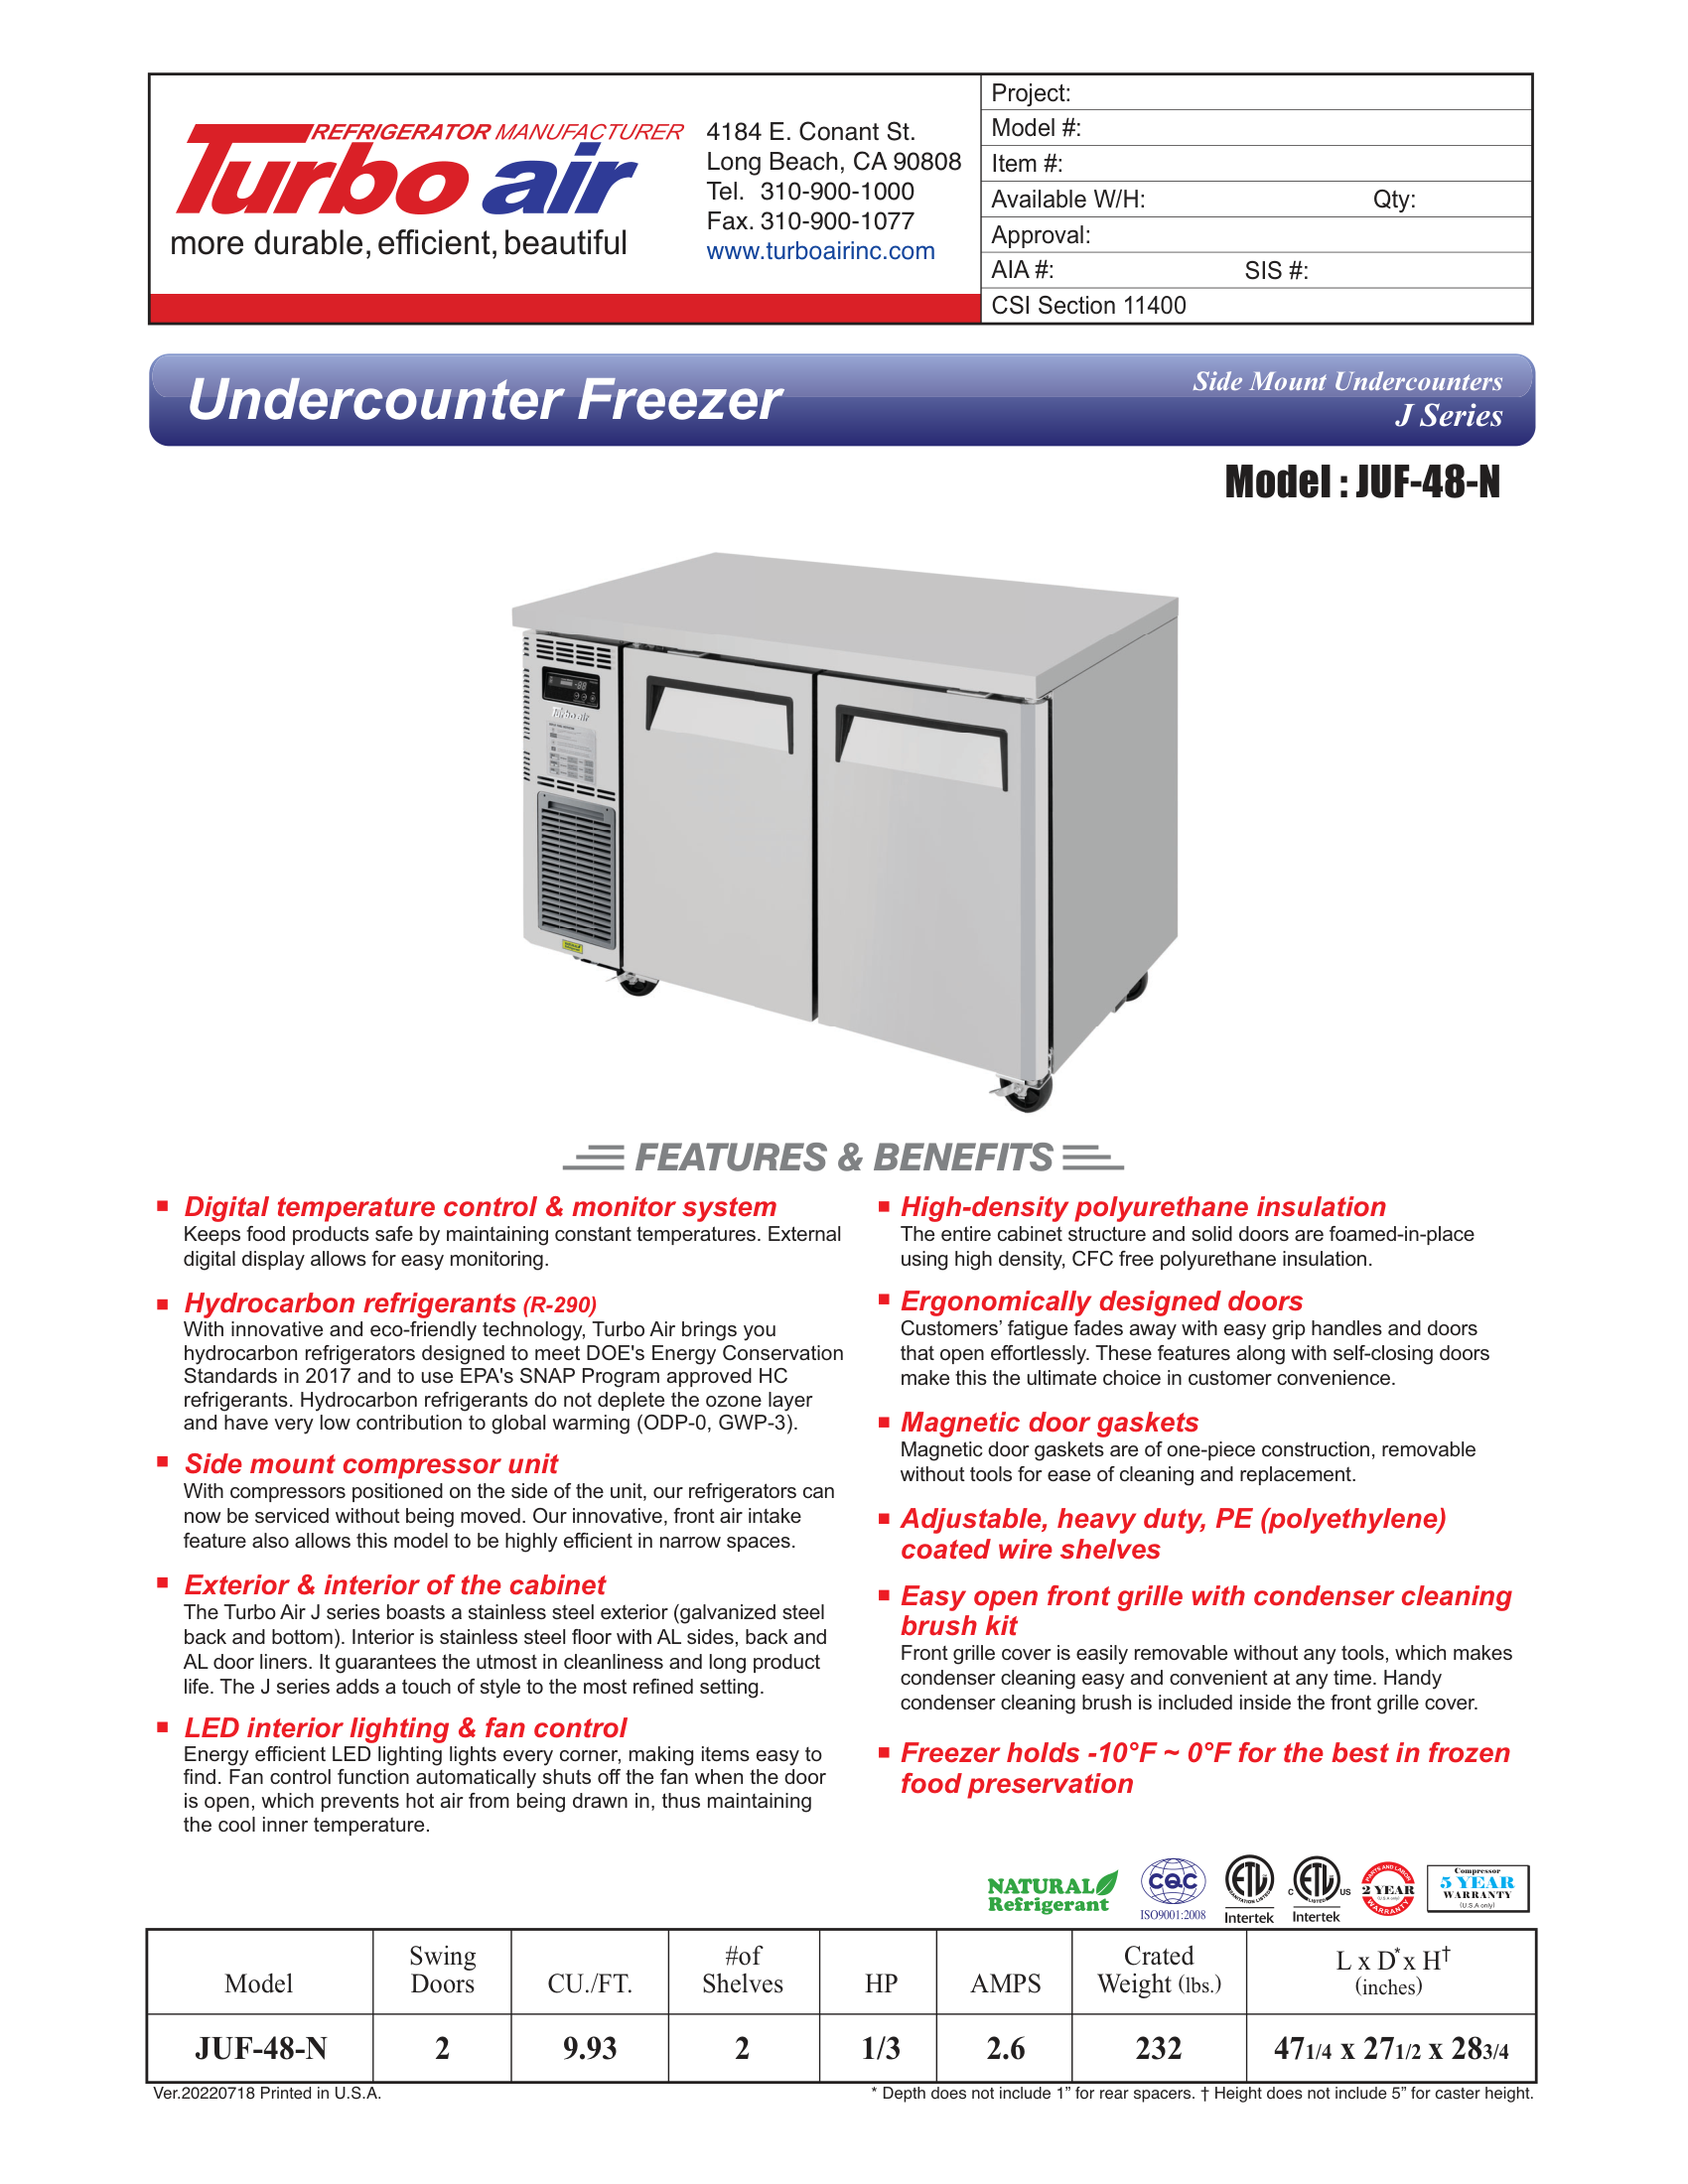 REFRIGERATOR MANUFACTURER
Turbo air
more durable, efficient, beautiful
4184 E. Conant St.
Long Beach, CA 90808
Tel. 310-900-1000
Fax. 310-900-1077
www.turboairinc.com
Project:
Model #:
Item #:
Available W/H: Qty:
Approval:
AIA #: SIS #:
CSI Section 11400
Undercounter Freezer
Side Mount Undercounters
J Series
Model : JUF-48-N
Turbo air
FEATURES & BENEFITS
Digital temperature control & monitor system
Keeps food products safe by maintaining constant temperatures. External
digital display allows for easy monitoring.
Hydrocarbon refrigerants (R-290)
With innovative and eco-friendly technology, Turbo Air brings you
hydrocarbon refrigerators designed to meet DOE's Energy Conservation
Standards in 2017 and to use EPA's SNAP Program approved HC
refrigerants. Hydrocarbon refrigerants do not deplete the ozone layer
and have very low contribution to global warming (ODP-0, GWP-3).
Side mount compressor unit
With compressors positioned on the side of the unit, our refrigerators can
now be serviced without being moved. Our innovative, front air intake
feature also allows this model to be highly efficient in narrow spaces.
Exterior & interior of the cabinet
The Turbo Air J series boasts a stainless steel exterior (galvanized steel
back and bottom). Interior is stainless steel floor with AL sides, back and
AL door liners. It guarantees the utmost in cleanliness and long product
life. The J series adds a touch of style to the most refined setting.
LED interior lighting & fan control
Energy efficient LED lighting lights every corner, making items easy to
find. Fan control function automatically shuts off the fan when the door
is open, which prevents hot air from being drawn in, thus maintaining
the cool inner temperature.
High-density polyurethane insulation
The entire cabinet structure and solid doors are foamed-in-place
using high density, CFC free polyurethane insulation.
Ergonomically designed doors
Customers' fatigue fades away with easy grip handles and doors
that open effortlessly. These features along with self-closing doors
make this the ultimate choice in customer convenience.
Magnetic door gaskets
Magnetic door gaskets are of one-piece construction, removable
without tools for ease of cleaning and replacement.
Adjustable, heavy duty, PE (polyethylene)
coated wire shelves
Easy open front grille with condenser cleaning
brush kit
Front grille cover is easily removable without any tools, which makes
condenser cleaning easy and convenient at any time. Handy
condenser cleaning brush is included inside the front grille cover.
Freezer holds -10°F ~ 0°F for the best in frozen
food preservation
NATURAL
Refrigerant
CQC
ISO9001:2008
ETL
SANITATION LISTED
Intertek
C ETL US
LISTED
Intertek
PARTS AND LABOR
2 YEAR
(U.S.A only)
WARRANTY
Compressor
5 YEAR
WARRANTY
(U.S.A only)
Model Swing Doors CU./FT. #of Shelves HP AMPS Crated Weight (lbs.) L x D* x H† (inches)
JUF-48-N 2 9.93 2 1/3 2.6 232 47 1/4 x 27 1/2 x 28 3/4
Ver.20220718 Printed in U.S.A.
* Depth does not include 1” for rear spacers. † Height does not include 5” for caster height.